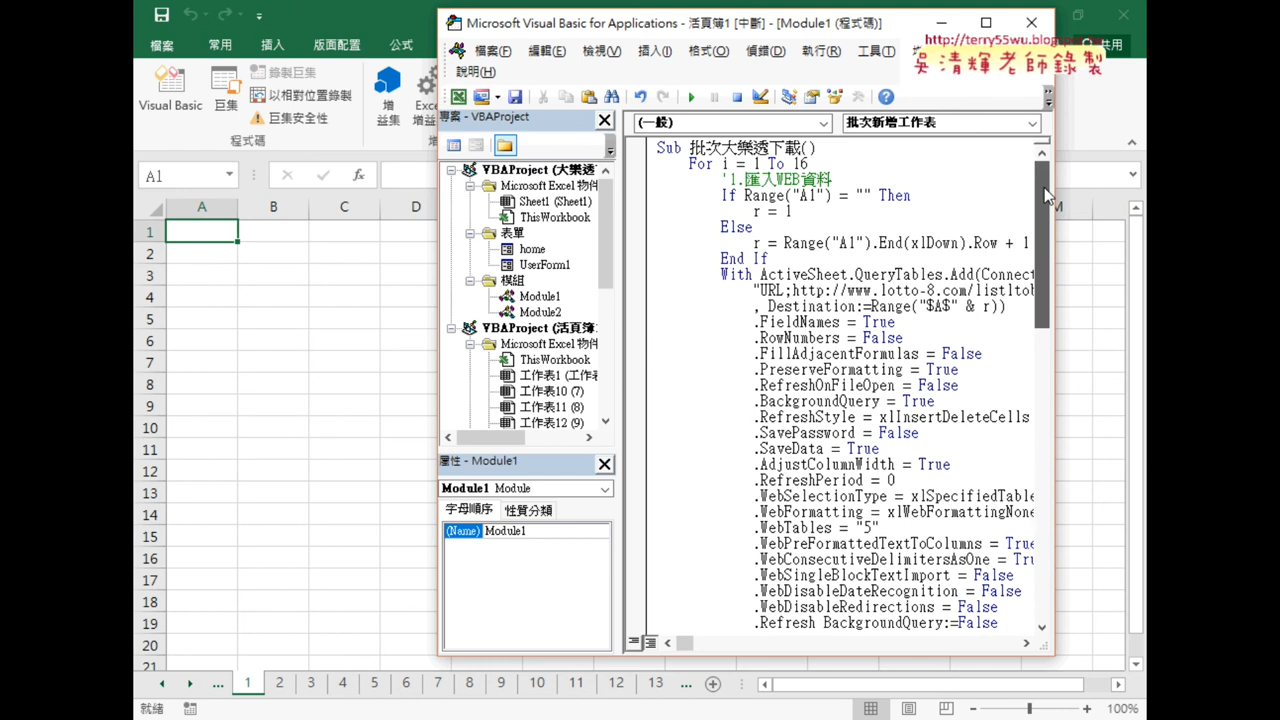 Microsoft Visual Basic for Applications - 活頁簿1 [中斷] - [Module1 (程式碼)]
檔案
常用
插入
版面配置
公式
共用
http://terry55wu.blog
吳清輝老師錄製
檔案(F)
編輯(E)
檢視(V)
插入(I)
格式(O)
偵錯(D)
執行(R)
工具(T)
說明(H)
Visual Basic
巨集
錄製巨集
以相對位置錄製
巨集安全性
程式碼
增
益集
Exce
增益
專案 - VBAProject
(一般)
批次新增工作表
A1
fx
A
B
C
D
M
1
2
3
4
5
6
7
8
9
10
11
12
13
14
15
16
17
18
19
20
21
VBAProject (大樂透
Microsoft Excel 物件
Sheet1 (Sheet1)
ThisWorkbook
表單
home
UserForm1
模組
Module1
Module2
VBAProject (活頁簿
Microsoft Excel 物件
ThisWorkbook
工作表1 (工作
工作表10 (7)
工作表11 (8)
工作表12 (9)
屬性 - Module1
Module1 Module
字母順序
性質分類
(Name) Module1
Sub 批次大樂透下載()
For i = 1 To 16
'1.匯入WEB資料
If Range("A1") = "" Then
r = 1
Else
r = Range("A1").End(xlDown).Row + 1
End If
With ActiveSheet.QueryTables.Add(Connect
"URL;http://www.lotto-8.com/listltob
, Destination:=Range("$A$" & r))
.FieldNames = True
.RowNumbers = False
.FillAdjacentFormulas = False
.PreserveFormatting = True
.RefreshOnFileOpen = False
.BackgroundQuery = True
.RefreshStyle = xlInsertDeleteCells
.SavePassword = False
.SaveData = True
.AdjustColumnWidth = True
.RefreshPeriod = 0
.WebSelectionType = xlSpecifiedTable
.WebFormatting = xlWebFormattingNone
.WebTables = "5"
.WebPreFormattedTextToColumns = True
.WebConsecutiveDelimitersAsOne = Tru
.WebSingleBlockTextImport = False
.WebDisableDateRecognition = False
.WebDisableRedirections = False
.Refresh BackgroundQuery:=False
... 1 2 3 4 5 6 7 8 9 10 11 12 13 ...
就緒
100%